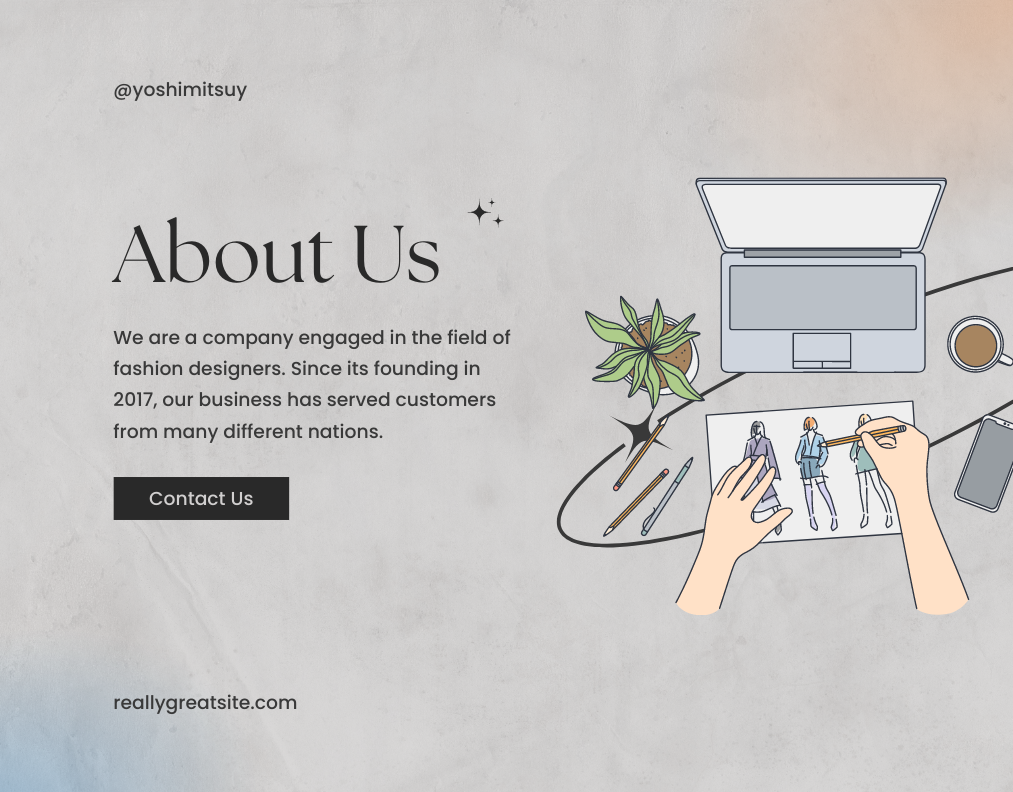 @yoshimitsuy
About Us
We are a company engaged in the field of
fashion designers. Since its founding in
2017, our business has served customers
from many different nations.
Contact Us
reallygreatsite.com